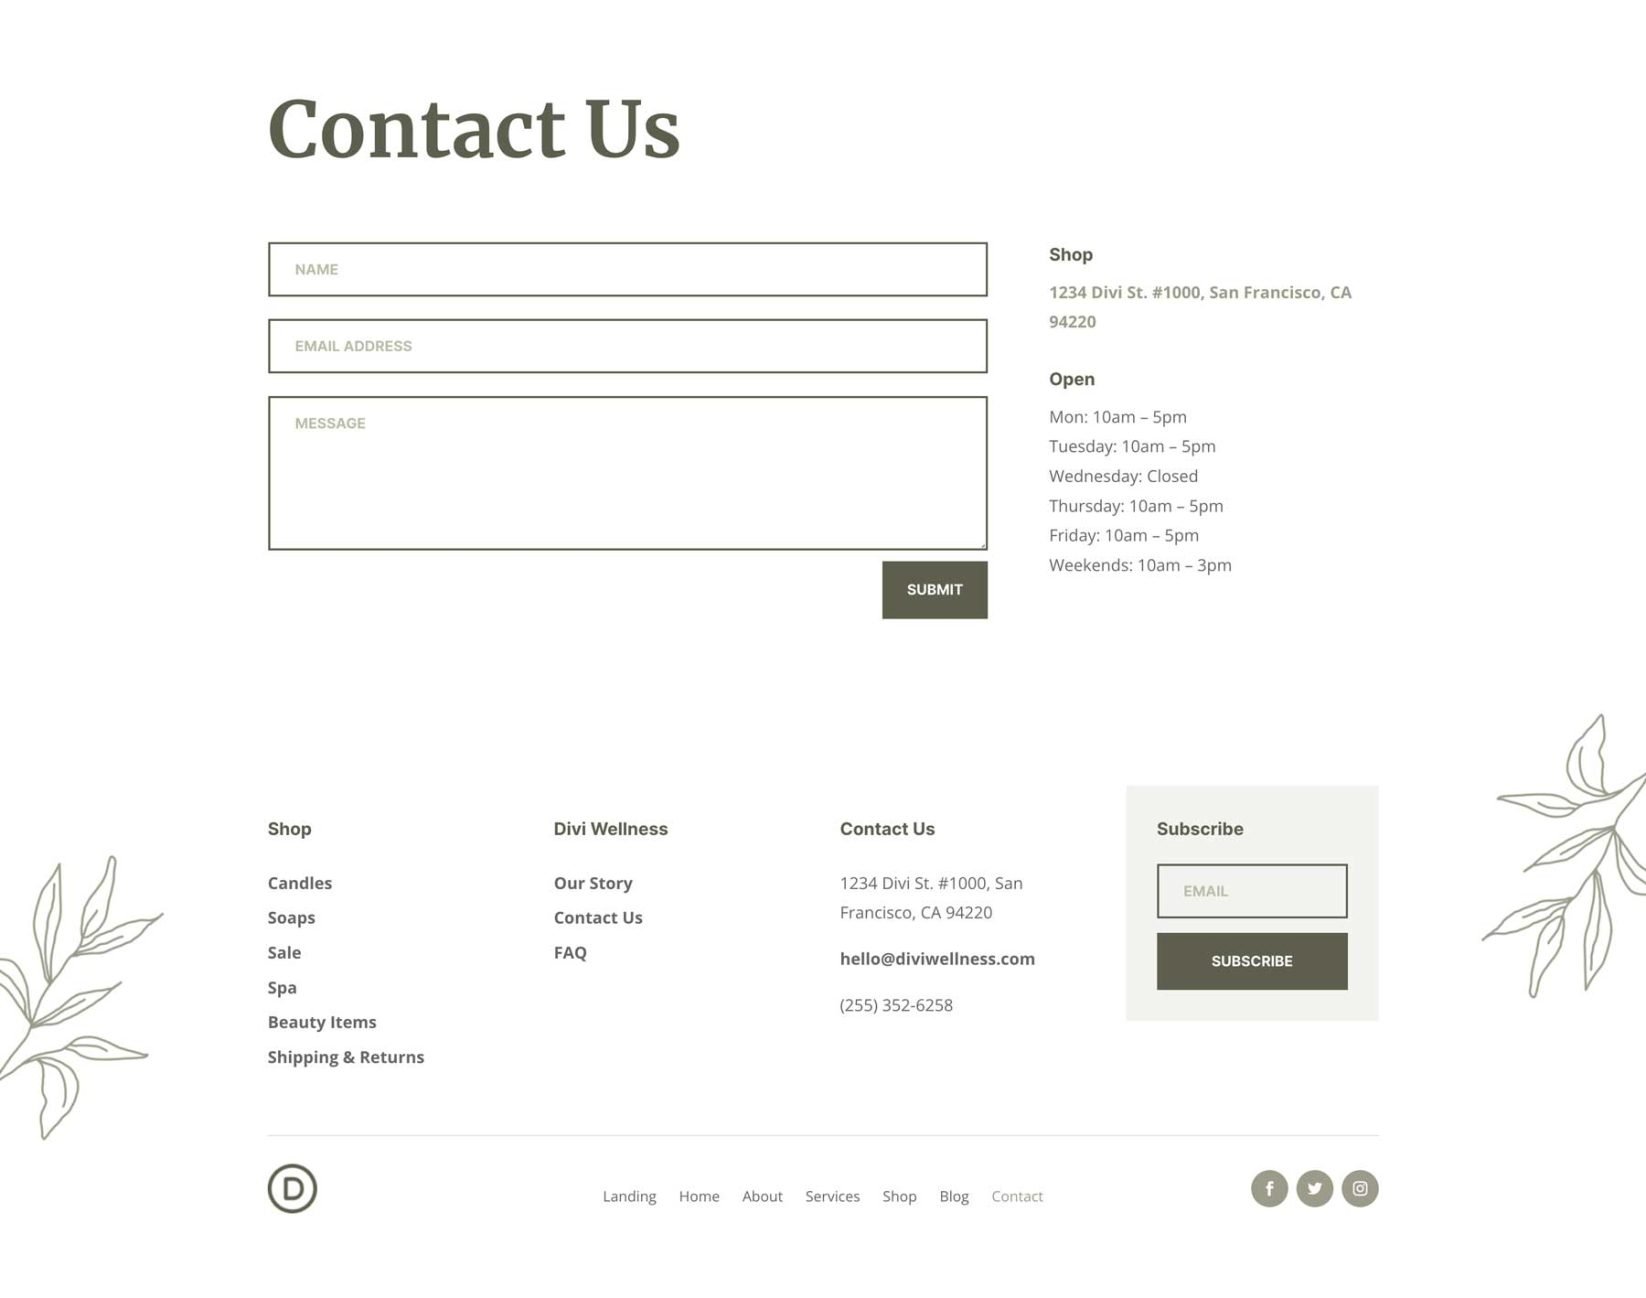 Contact Us
NAME
EMAIL ADDRESS
MESSAGE
SUBMIT
Shop
1234 Divi St. #1000, San Francisco, CA
94220
Open
Mon: 10am – 5pm
Tuesday: 10am – 5pm
Wednesday: Closed
Thursday: 10am – 5pm
Friday: 10am – 5pm
Weekends: 10am – 3pm
Shop
Candles
Soaps
Sale
Spa
Beauty Items
Shipping & Returns
Divi Wellness
Our Story
Contact Us
FAQ
Contact Us
1234 Divi St. #1000, San
Francisco, CA 94220
hello@diviwellness.com
(255) 352-6258
Subscribe
EMAIL
SUBSCRIBE
D
Landing Home About Services Shop Blog Contact